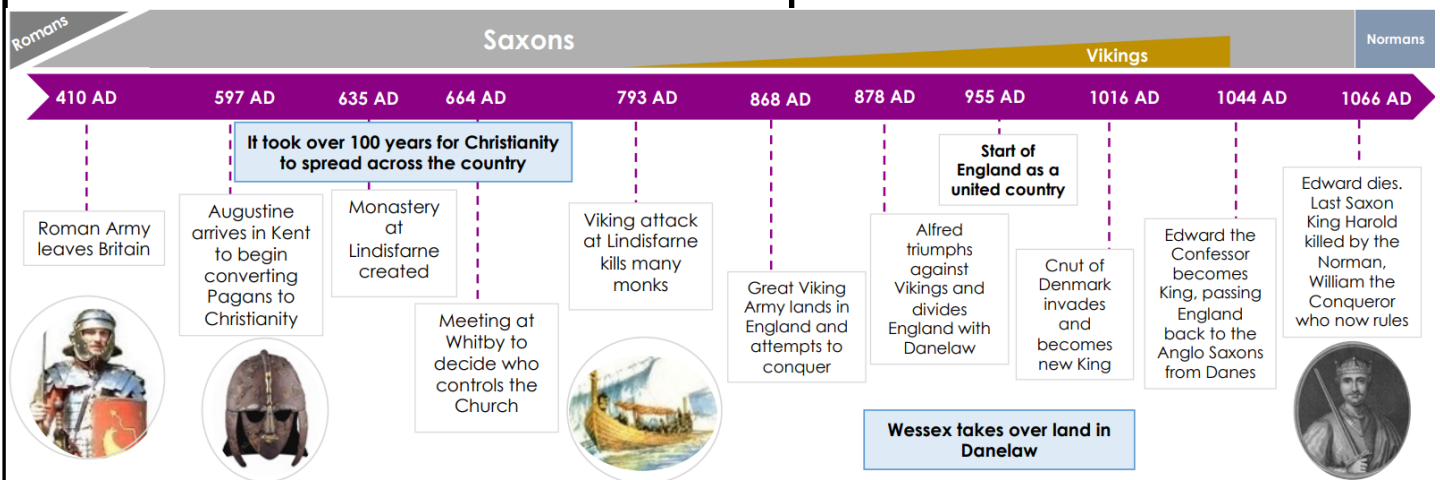 Romans
Saxons
Vikings
Normans
410 AD
597 AD
635 AD
664 AD
793 AD
868 AD
878 AD
955 AD
1016 AD
1044 AD
1066 AD
It took over 100 years for Christianity
to spread across the country
Roman Army
leaves Britain
Augustine
arrives in Kent
to begin
converting
Pagans to
Christianity
Monastery
at
Lindisfarne
created
Meeting at
Whitby to
decide who
controls the
Church
Viking attack
at Lindisfarne
kills many
monks
Great Viking
Army lands in
England and
attempts to
conquer
Alfred
triumphs
against
Vikings and
divides
England with
Danelaw
Start of
England as a
united country
Cnut of
Denmark
invades
and
becomes
new King
Edward the
Confessor
becomes
King, passing
England
back to the
Anglo Saxons
from Danes
Edward dies.
Last Saxon
King Harold
killed by the
Norman,
William the
Conqueror
who now rules
Wessex takes over land in
Danelaw